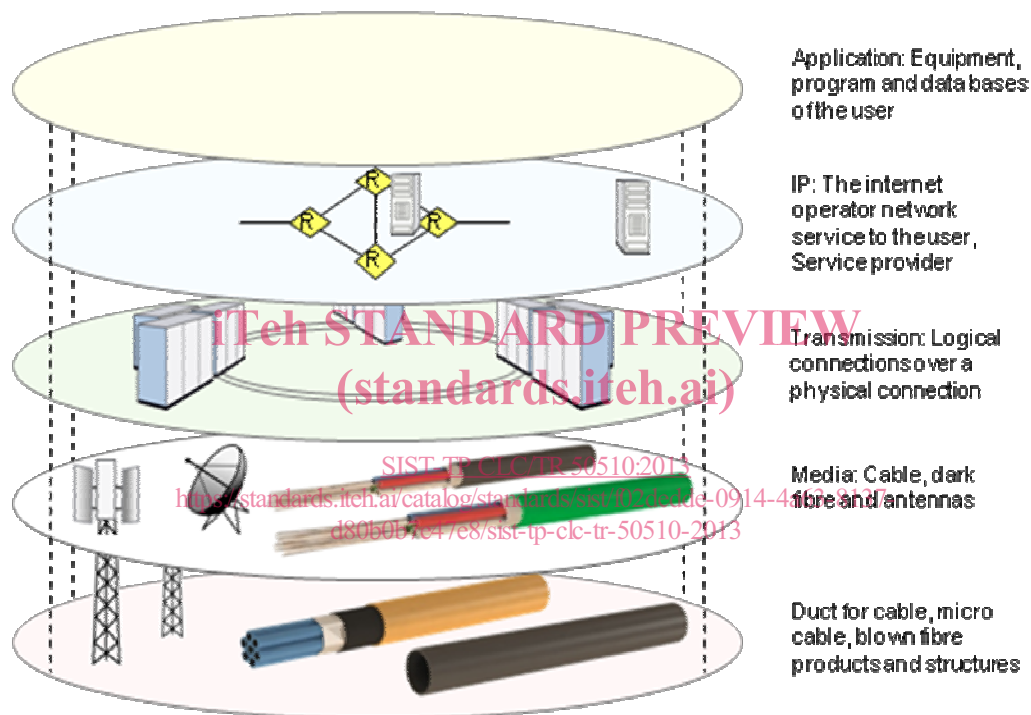 Application: Equipment,
program and data bases
of the user
R
IP: The internet
operator network
service to the user,
Service provider
R
R
R
iTeh STANDARD PREVIEW
Transmission: Logical
connections over a
physical connection
(standards.iteh.ai)
SIST-TP CLC/TR 50510:2013
Media: Cable, dark
fibre and antennas
d80b0b7c47e8/sist-tp-clc-tr-50510-2013
Duct for cable, micro
cable, blown fibre
products and structures